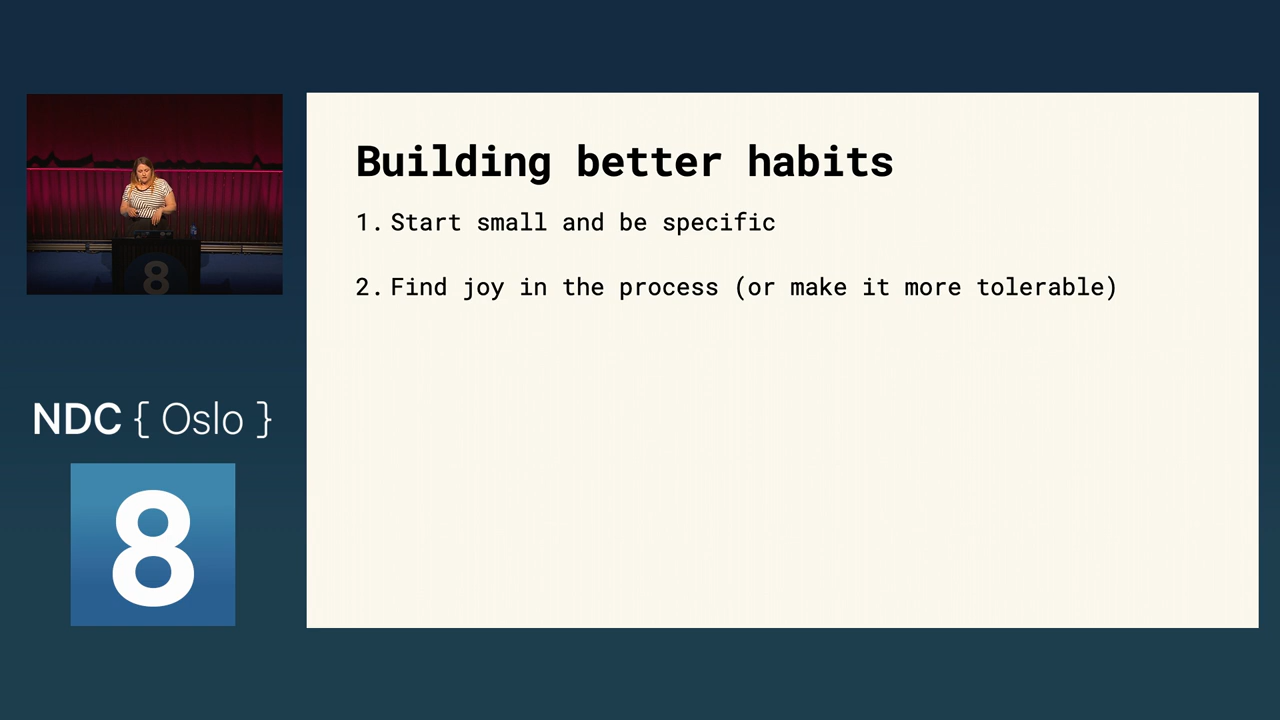 Building better habits
1. Start small and be specific
2. Find joy in the process (or make it more tolerable)
8
NDC { Oslo }
8